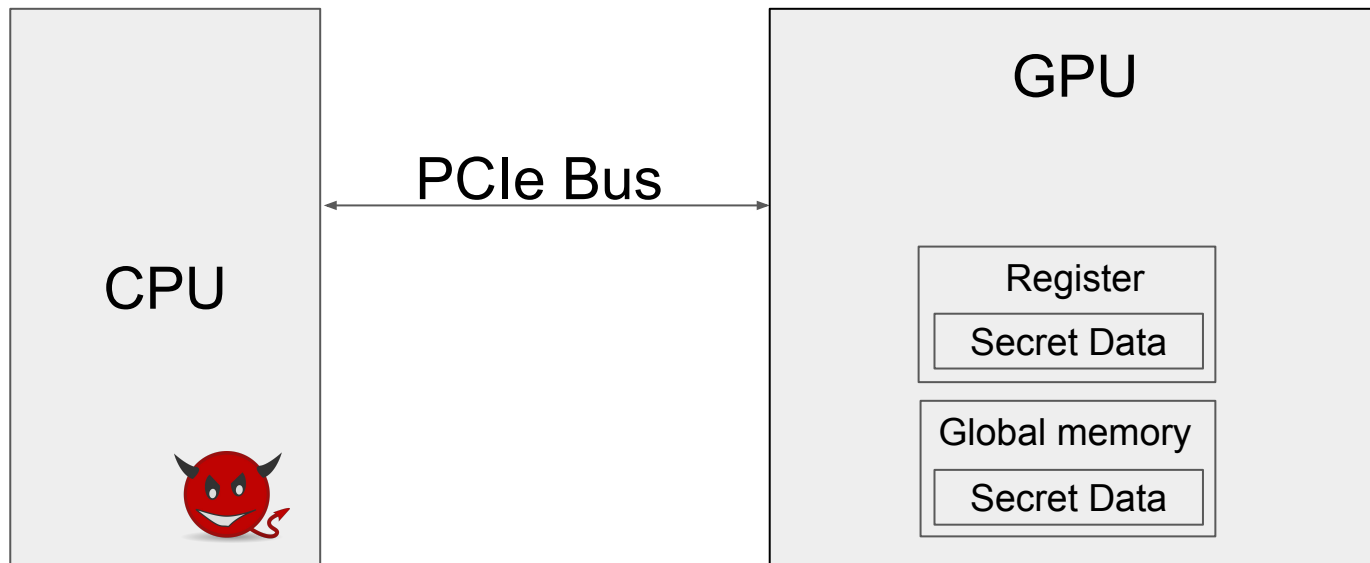 GPU
PCIe Bus
CPU
Register
Secret Data
Global memory
Secret Data